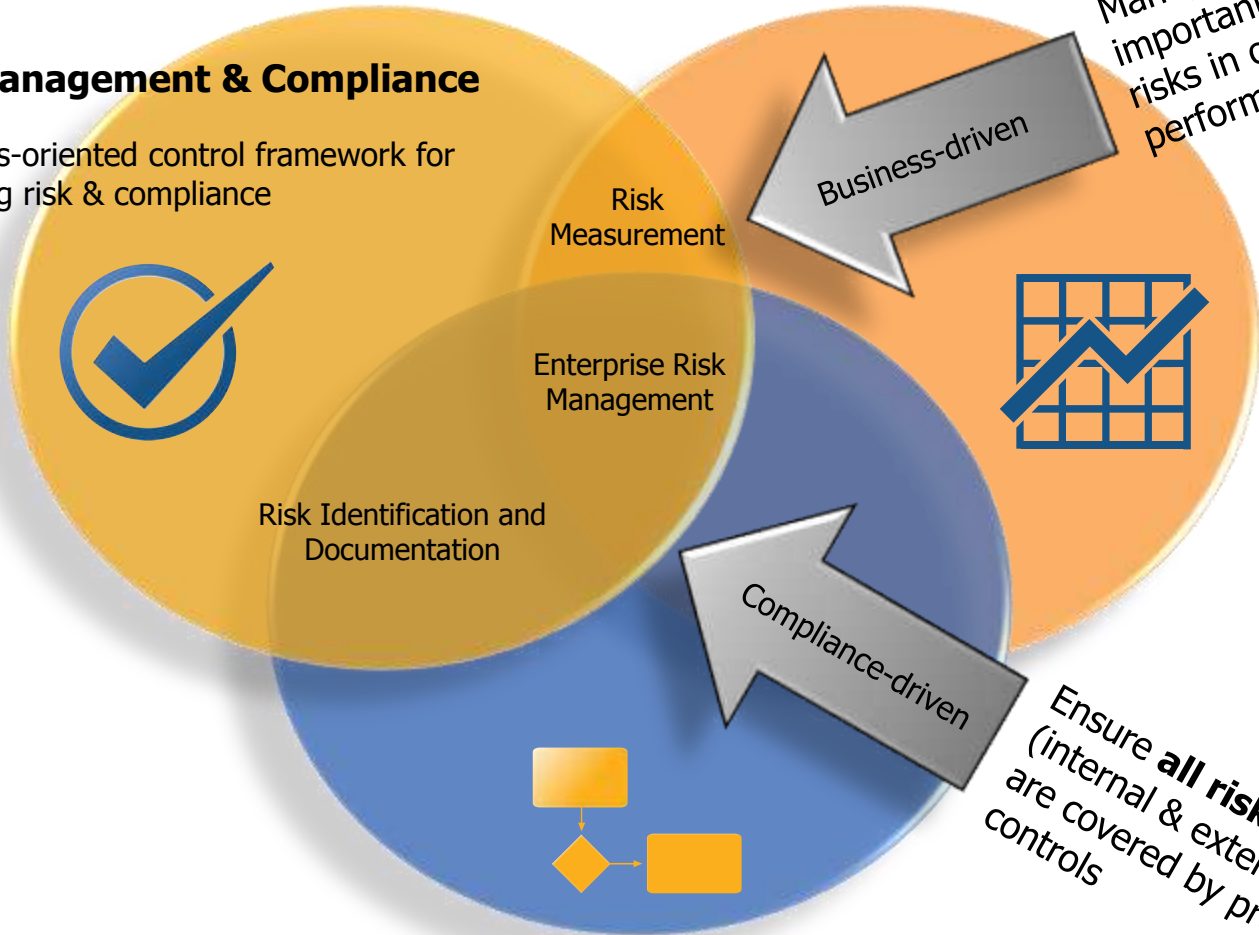 anagement & Compliance
s-oriented control framework for
g risk & compliance
Risk
Measurement
Business-driven
importan
risks in
perform
Enterprise Risk
Management
Risk Identification and
Documentation
Compliance-driven
Ensure all risk
(internal & exter
are covered by pr
controls